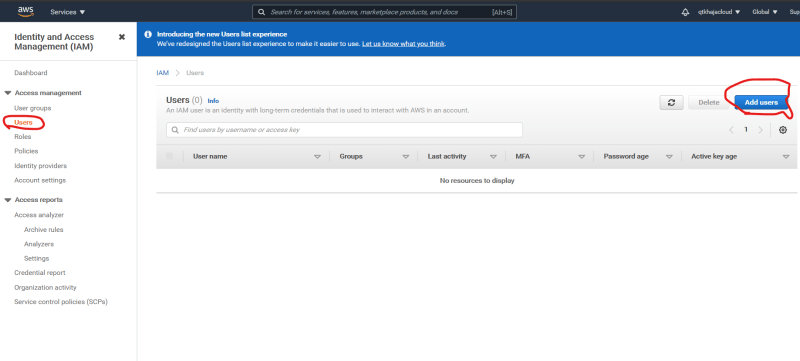 aws
Services
Search for services, features, marketplace products, and docs
[Alt+S]
qtkhajacloud
Global
Sup
Identity and Access
Management (IAM)
Dashboard
Access management
User groups
Users
Roles
Policies
Identity providers
Account settings
Access reports
Access analyzer
Archive rules
Analyzers
Settings
Credential report
Organization activity
Service control policies (SCPs)
Introducing the new Users list experience
We've redesigned the Users list experience to make it easier to use. Let us know what you think.
IAM > Users
Users (0) Info
An IAM user is an identity with long-term credentials that is used to interact with AWS in an account.
Delete
Add users
Find users by username or access key
1
User name
Groups
Last activity
MFA
Password age
Active key age
No resources to display